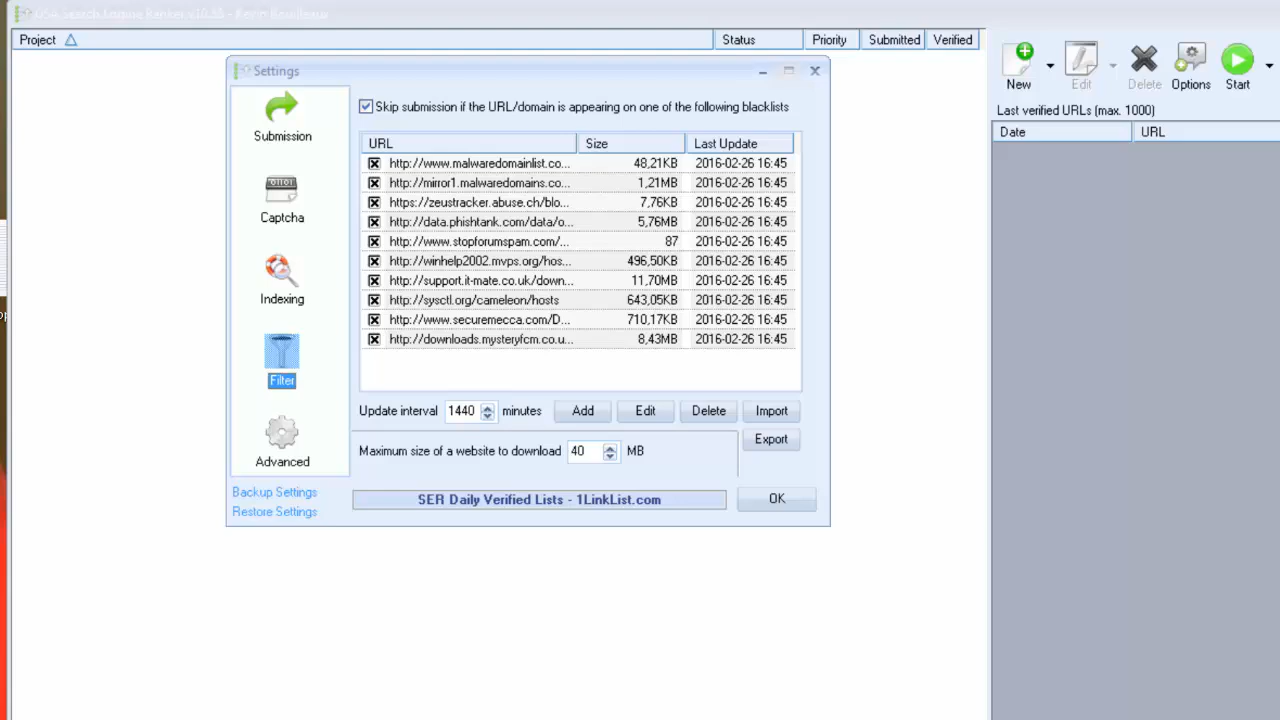 GSA Search Engine Ranker v10.96 - Kevin
Project
Status
Priority
Submitted
Verified
New
Edit
Delete
Options
Start
Last verified URLs (max. 1000)
Date
URL
Settings
Submission
Captcha
Indexing
Filter
Advanced
Backup Settings
Restore Settings
Skip submission if the URL/domain is appearing on one of the following blacklists
URL Size Last Update
http://www.malwaredomainlist.co... 48,21KB 2016-02-26 16:45
http://mirror1.malwaredomains.co... 1,21MB 2016-02-26 16:45
https://zeustracker.abuse.ch/blo... 7,76KB 2016-02-26 16:45
http://data.phishtank.com/data/o... 5,76MB 2016-02-26 16:45
http://www.stopforumspam.com/... 87 2016-02-26 16:45
http://winhelp2002.mvps.org/hos... 496,50KB 2016-02-26 16:45
http://support.it-mate.co.uk/down... 11,70MB 2016-02-26 16:45
http://sysctl.org/cameleon/hosts 643,05KB 2016-02-26 16:45
http://www.securemecca.com/D... 710,17KB 2016-02-26 16:45
http://downloads.mysteryfcm.co.u... 8,43MB 2016-02-26 16:45
Update interval 1440 minutes Add Edit Delete Import
Export
Maximum size of a website to download 40 MB
SER Daily Verified Lists - 1LinkList.com
OK